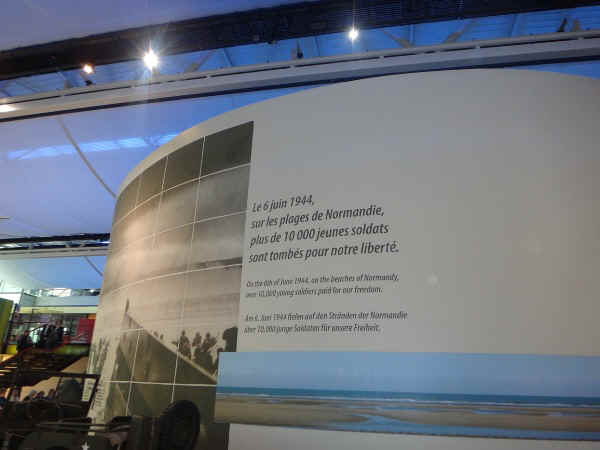 Le 6 juin 1944,
sur les plages de Normandie,
plus de 10 000 jeunes soldats
sont tombés pour notre liberté.
On the 6th of June 1944, on the beaches of Normandy,
over 10,000 young soldiers paid for our freedom.
Am 6. Juni 1944 fielen auf den Stränden der Normandie
über 10.000 junge Soldaten für unsere Freiheit.